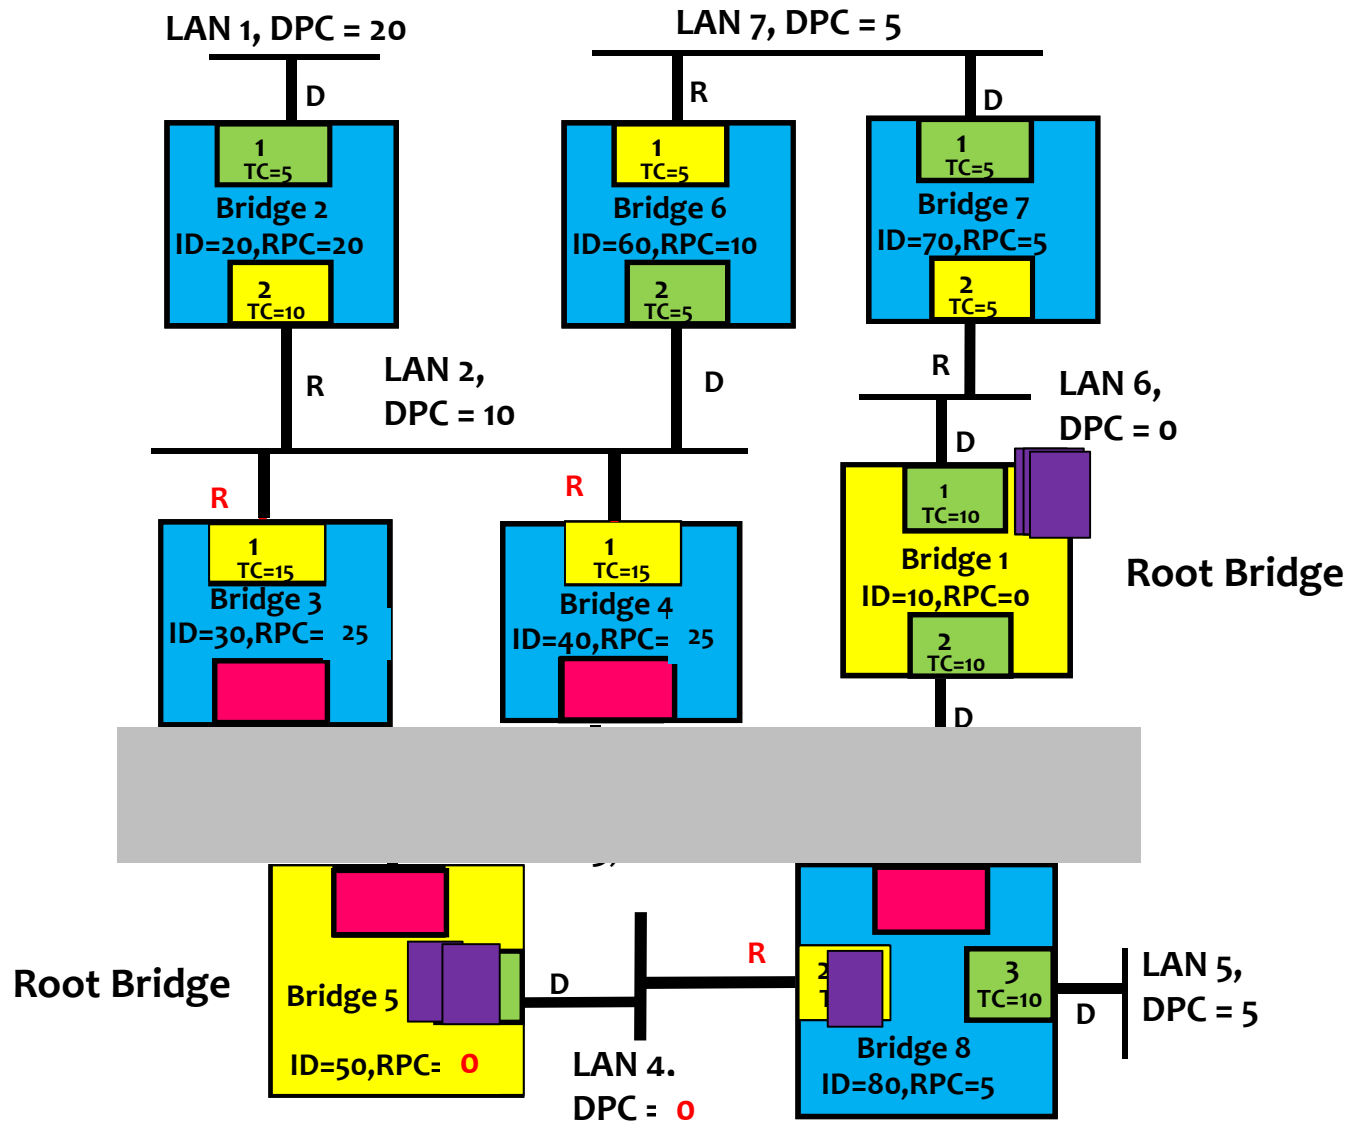 LAN 1, DPC = 20
LAN 7, DPC = 5
D
R
D
1
TC=5
Bridge 2
ID=20,RPC=20
2
TC=10
1
TC=5
Bridge 6
ID=60,RPC=10
2
TC=5
1
TC=5
Bridge 7
ID=70,RPC=5
2
TC=5
R
LAN 2,
DPC = 10
D
R
LAN 6,
DPC = 0
D
R
R
1
TC=15
Bridge 3
ID=30,RPC= 25
1
TC=15
Bridge 4
ID=40,RPC= 25
1
TC=10
Bridge 1
ID=10,RPC=0
2
TC=10
Root Bridge
D
Root Bridge
Bridge 5
ID=50,RPC= 0
D
LAN 4.
DPC = 0
R
2
3
TC=10
Bridge 8
ID=80,RPC=5
D
LAN 5,
DPC = 5